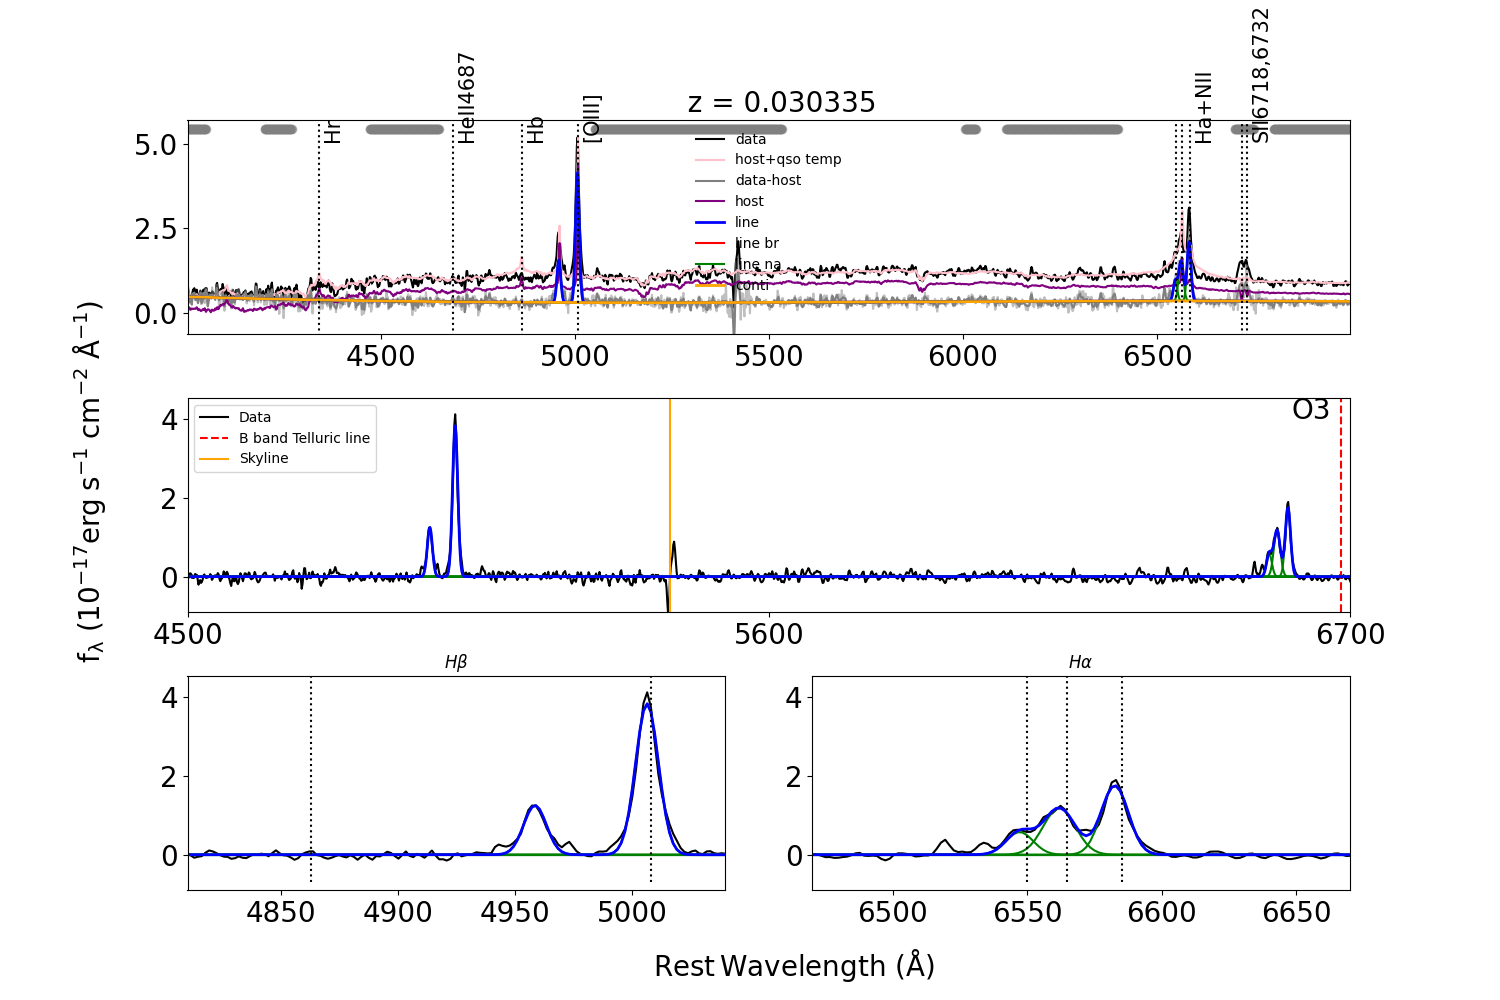 z = 0.030335
Hr
HeII4687
Hb
[OIII]
Ha+NII
SII6718,6732
5.0
2.5
0.0
data
host+qso temp
data-host
host
line
line br
line na
conti
4500 5000 5500 6000 6500
f_λ (10^−17 erg s^−1 cm^−2 Å^−1)
4
2
0
Data
B band Telluric line
Skyline
O3
4500 5600 6700
Hβ
4
2
0
4850 4900 4950 5000
Hα
4
2
0
6500 6550 6600 6650
Rest Wavelength (Å)